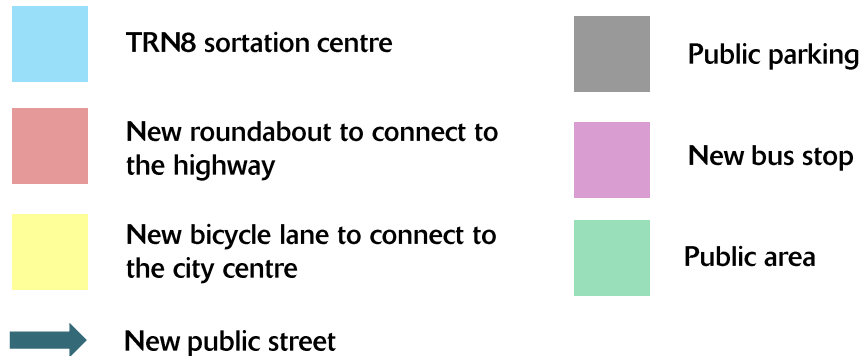 TRN8 sortation centre
New roundabout to connect to
the highway
New bicycle lane to connect to
the city centre
New public street
Public parking
New bus stop
Public area